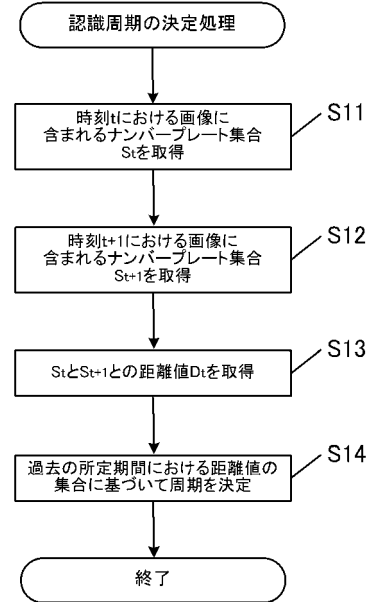 認識周期の決定処理
時刻tにおける画像に
含まれるナンバープレート集合
Stを取得
S11
時刻t+1における画像に
含まれるナンバープレート集合
St+1を取得
S12
StとSt+1との距離値Dtを取得
S13
過去の所定期間における距離値の
集合に基づいて周期を決定
S14
終了